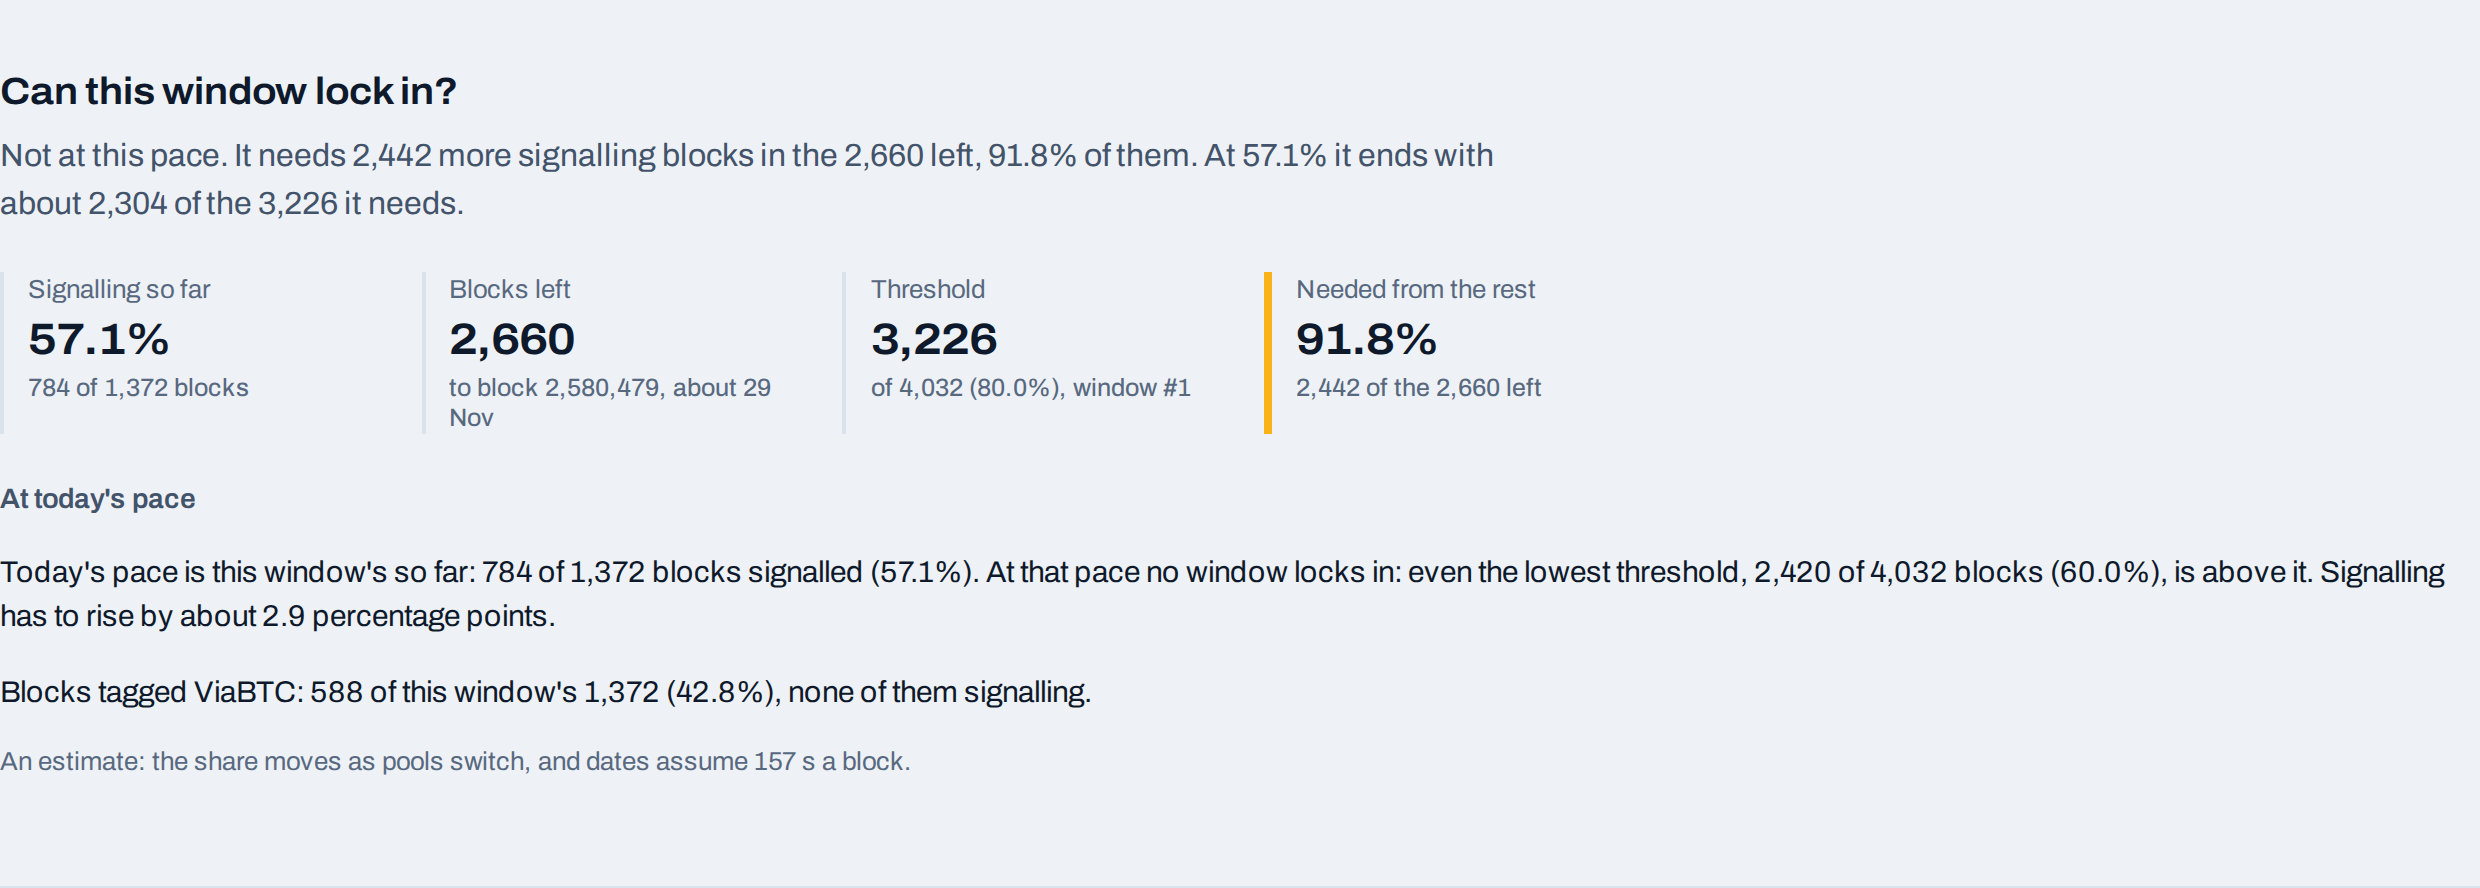 Can this window lock in?
Not at this pace. It needs 2,442 more signalling blocks in the 2,660 left, 91.8% of them. At 57.1% it ends with
about 2,304 of the 3,226 it needs.
Signalling so far
57.1%
784 of 1,372 blocks
Blocks left
2,660
to block 2,580,479, about 29
Nov
Threshold
3,226
of 4,032 (80.0%), window #1
Needed from the rest
91.8%
2,442 of the 2,660 left
At today's pace
Today's pace is this window's so far: 784 of 1,372 blocks signalled (57.1%). At that pace no window locks in: even the lowest threshold, 2,420 of 4,032 blocks (60.0%), is above it. Signalling
has to rise by about 2.9 percentage points.
Blocks tagged ViaBTC: 588 of this window's 1,372 (42.8%), none of them signalling.
An estimate: the share moves as pools switch, and dates assume 157 s a block.